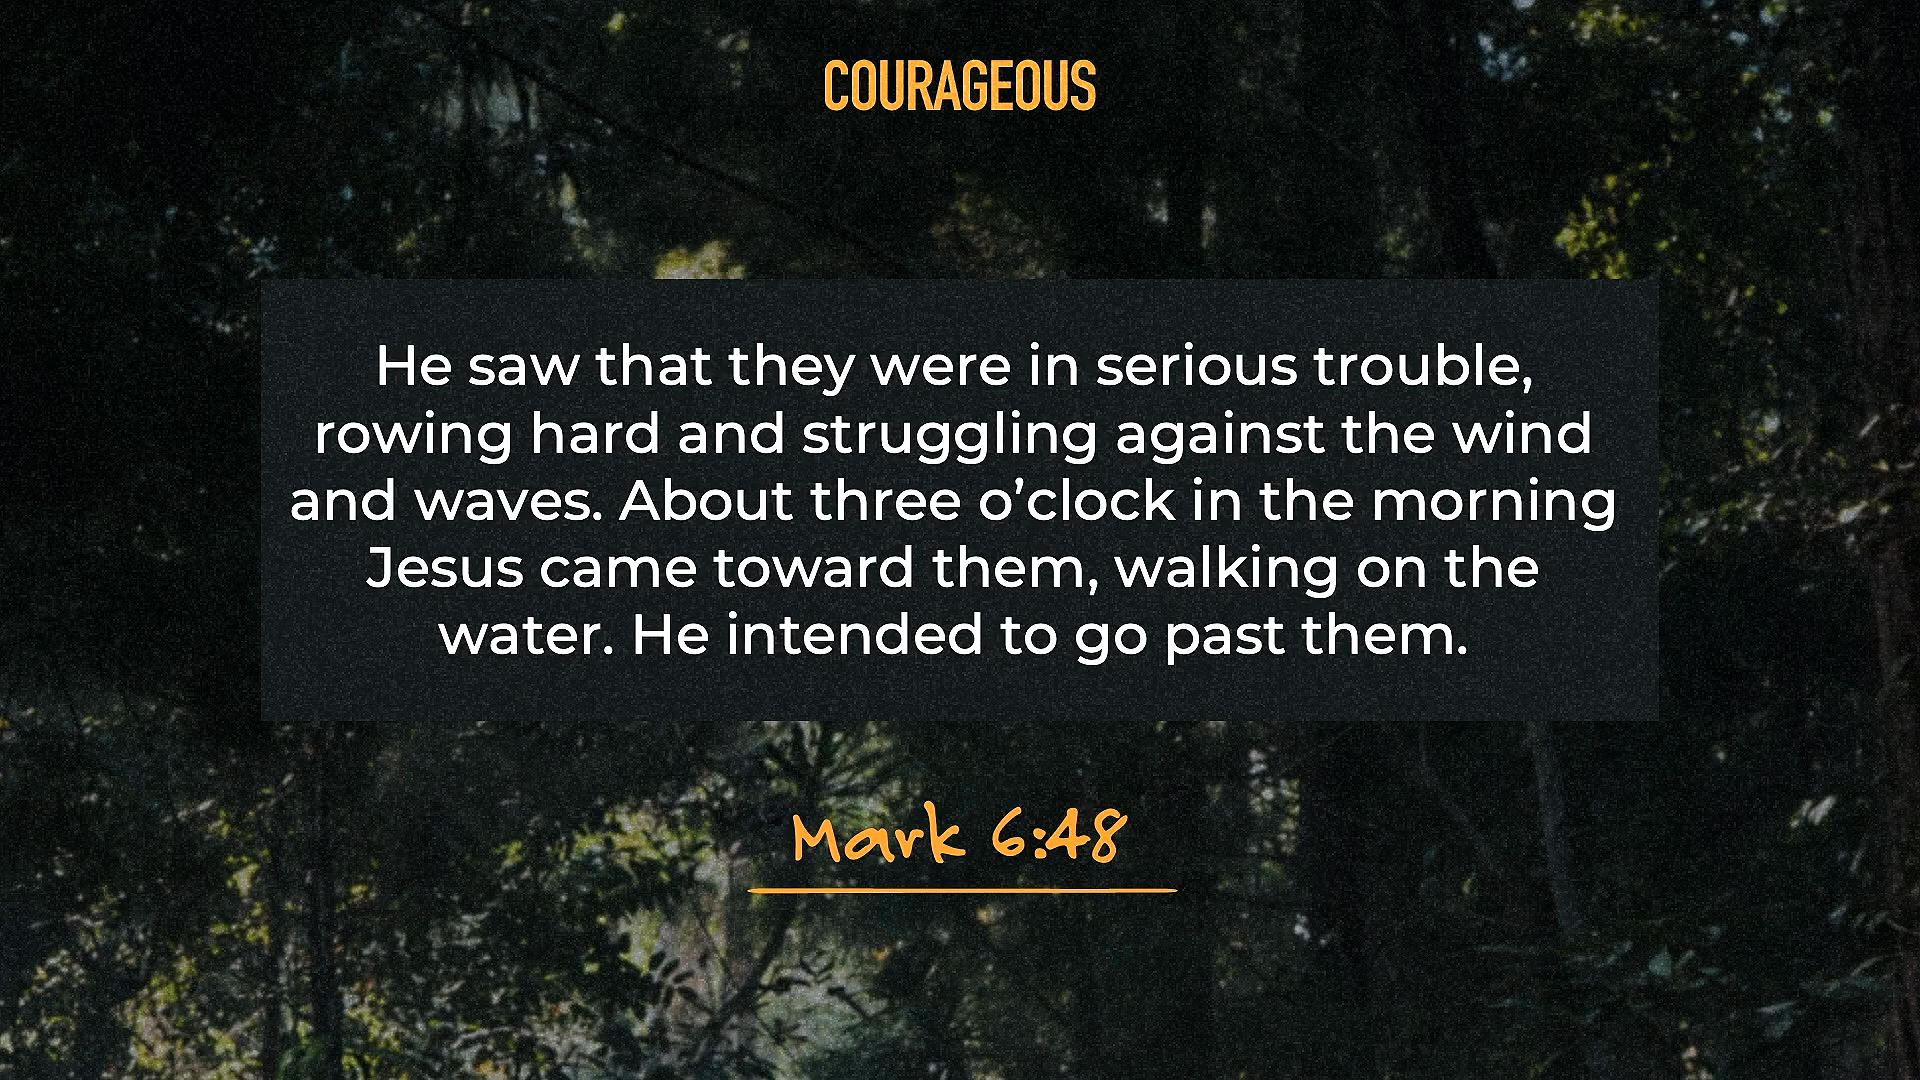 COURAGEOUS
He saw that they were in serious trouble,
rowing hard and struggling against the wind
and waves. About three o’clock in the morning
Jesus came toward them, walking on the
water. He intended to go past them.
Mark 6:48